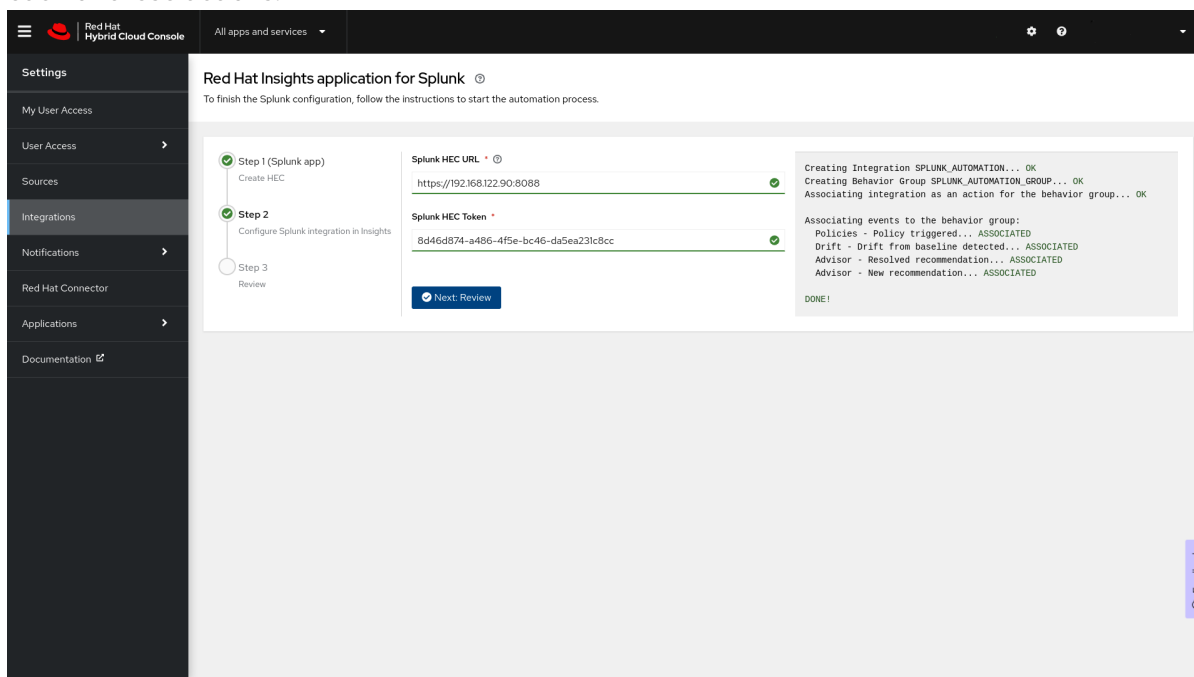 Red Hat
Hybrid Cloud Console
All apps and services
Settings
My User Access
User Access
Sources
Integrations
Notifications
Red Hat Connector
Applications
Documentation
Red Hat Insights application for Splunk
To finish the Splunk configuration, follow the instructions to start the automation process.
Step 1 (Splunk app)
Create HEC
Step 2
Configure Splunk integration in Insights
Step 3
Review
Splunk HEC URL *
https://192.168.122.90:8088
Splunk HEC Token *
8d46d874-a486-4f5e-bc46-da5ea231c8cc
Next: Review
Creating Integration SPLUNK_AUTOMATION... OK
Creating Behavior Group SPLUNK_AUTOMATION_GROUP... OK
Associating integration as an action for the behavior group... OK
Associating events to the behavior group:
Policies - Policy triggered... ASSOCIATED
Drift - Drift from baseline detected... ASSOCIATED
Advisor - Resolved recommendation... ASSOCIATED
Advisor - New recommendation... ASSOCIATED
DONE!